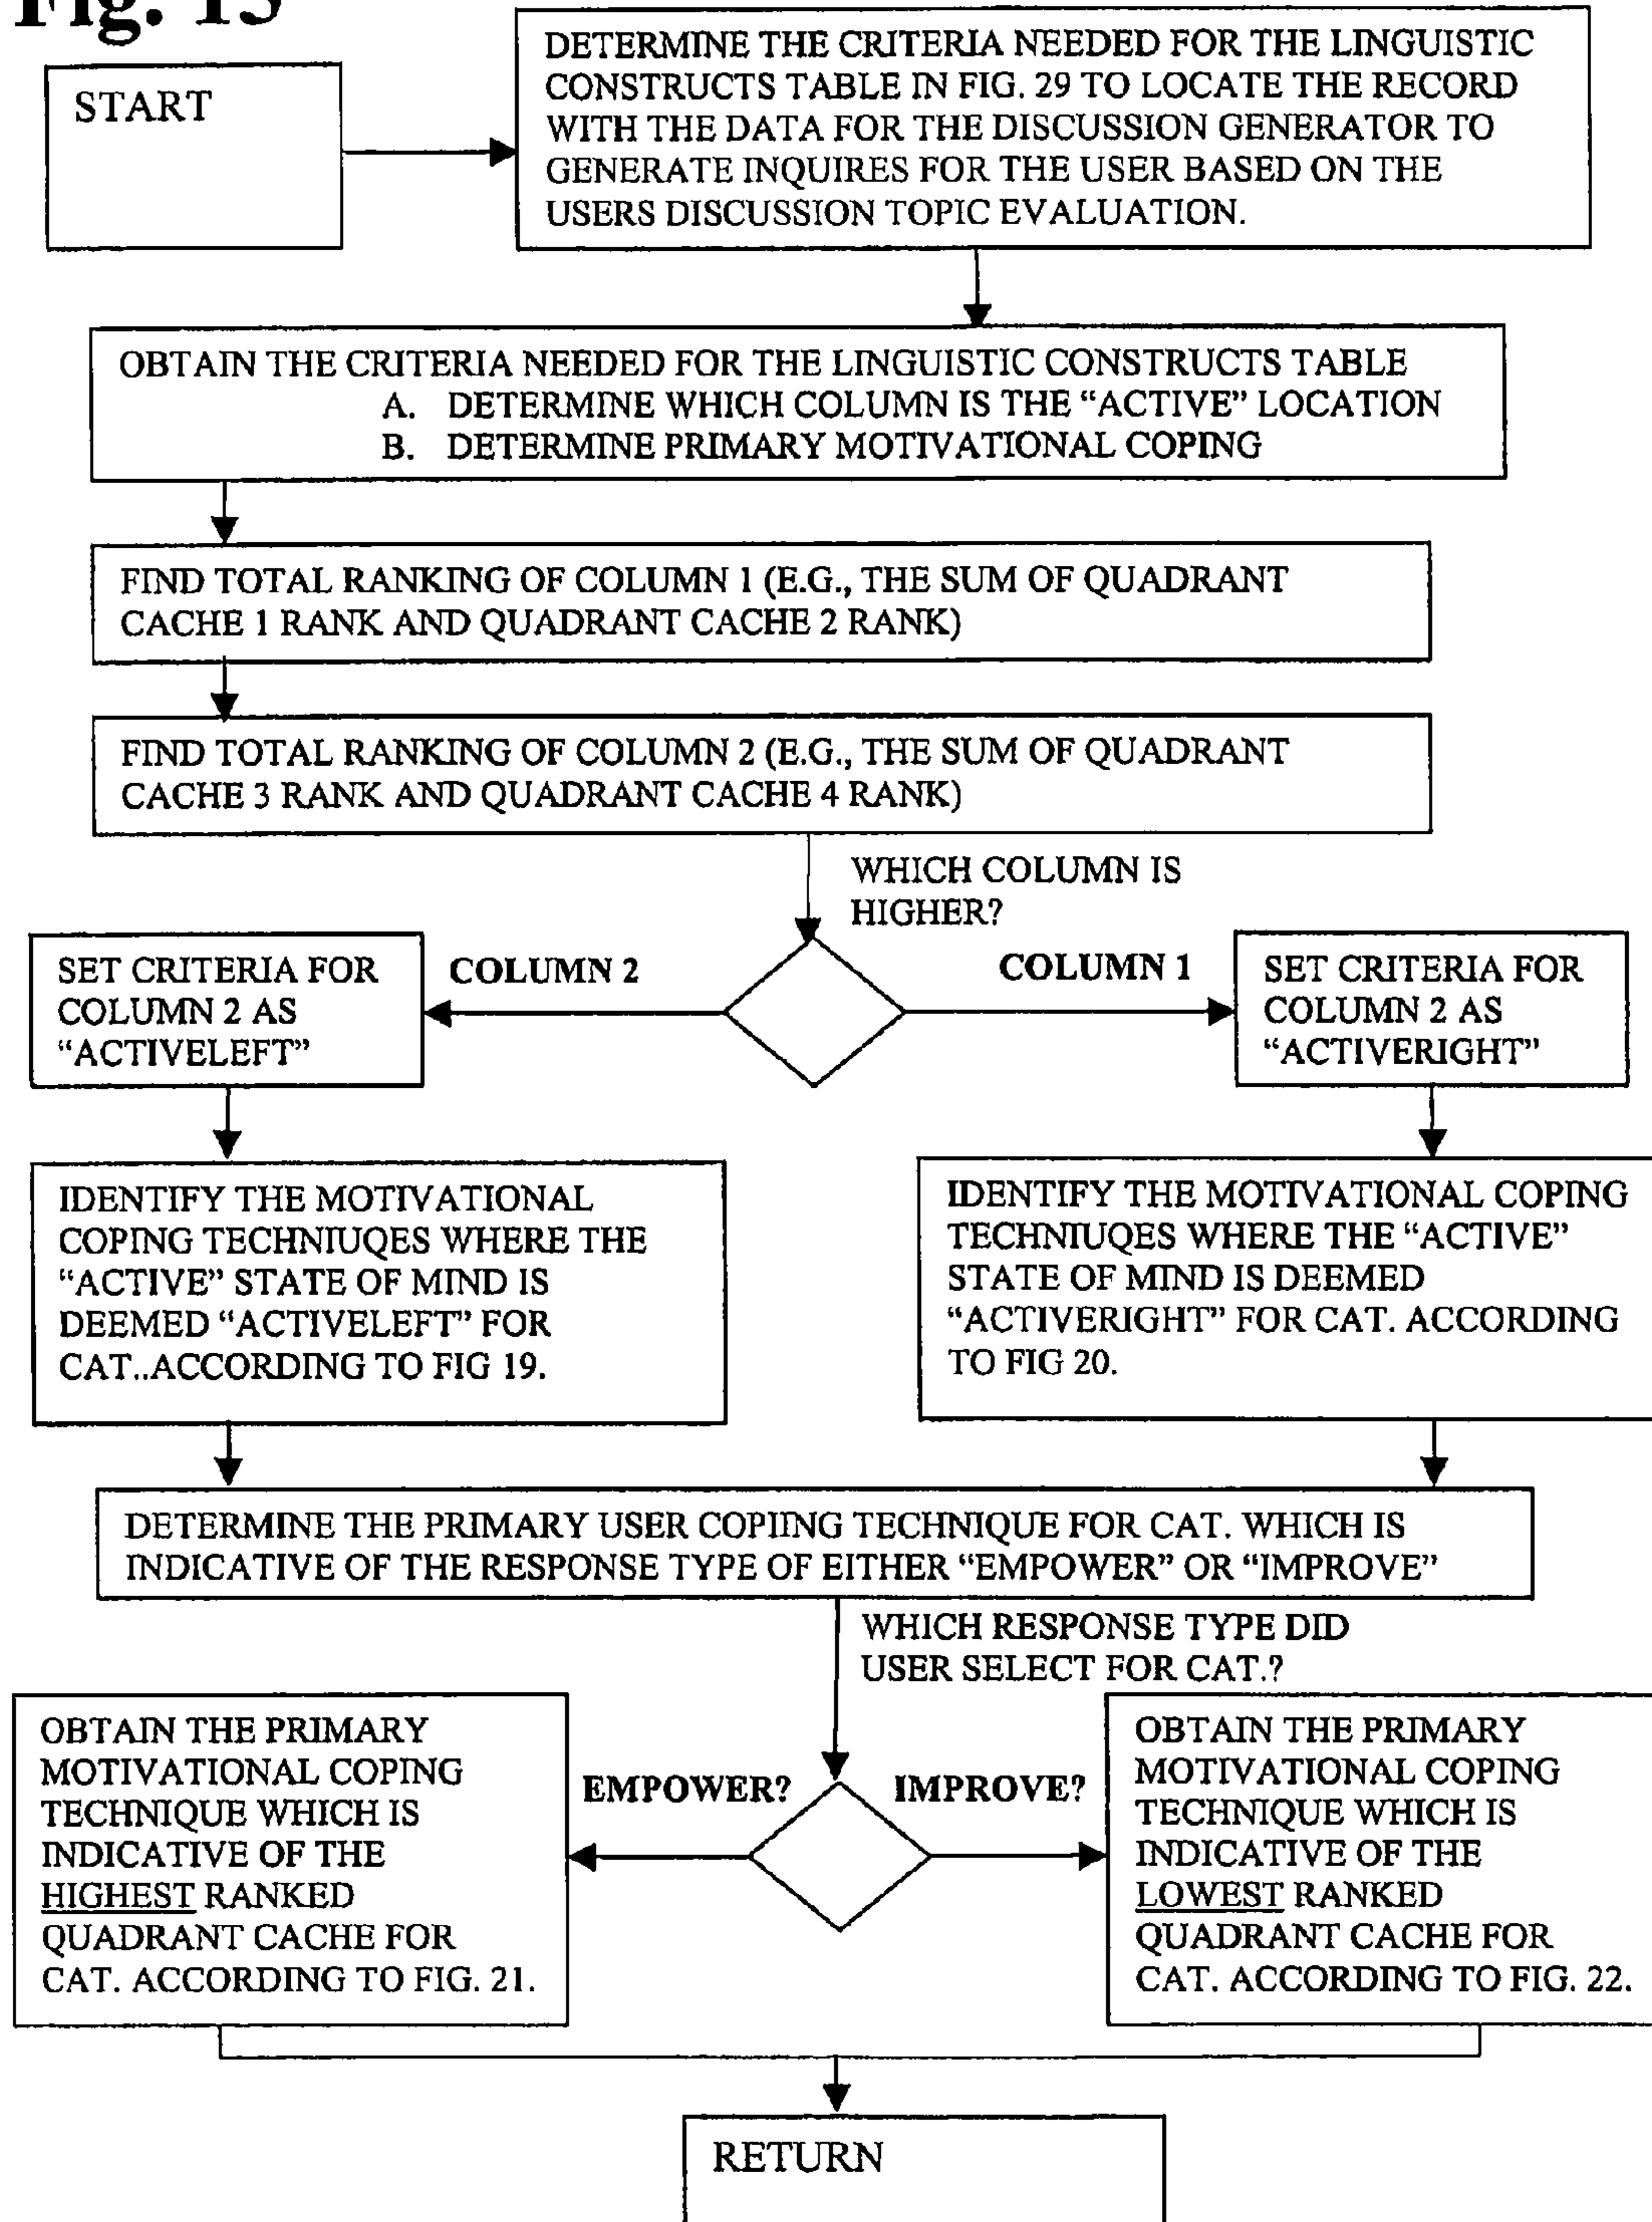 Fig. 15
START
DETERMINE THE CRITERIA NEEDED FOR THE LINGUISTIC
CONSTRUCTS TABLE IN FIG. 29 TO LOCATE THE RECORD
WITH THE DATA FOR THE DISCUSSION GENERATOR TO
GENERATE INQUIRES FOR THE USER BASED ON THE
USERS DISCUSSION TOPIC EVALUATION.
OBTAIN THE CRITERIA NEEDED FOR THE LINGUISTIC CONSTRUCTS TABLE
A. DETERMINE WHICH COLUMN IS THE “ACTIVE” LOCATION
B. DETERMINE PRIMARY MOTIVATIONAL COPING
FIND TOTAL RANKING OF COLUMN 1 (E.G., THE SUM OF QUADRANT
CACHE 1 RANK AND QUADRANT CACHE 2 RANK)
FIND TOTAL RANKING OF COLUMN 2 (E.G., THE SUM OF QUADRANT
CACHE 3 RANK AND QUADRANT CACHE 4 RANK)
WHICH COLUMN IS
HIGHER?
COLUMN 2
COLUMN 1
SET CRITERIA FOR
COLUMN 2 AS
“ACTIVELEFT”
SET CRITERIA FOR
COLUMN 2 AS
“ACTIVERIGHT”
IDENTIFY THE MOTIVATIONAL
COPING TECHNIUQES WHERE THE
“ACTIVE” STATE OF MIND IS
DEEMED “ACTIVELEFT” FOR
CAT..ACCORDING TO FIG 19.
IDENTIFY THE MOTIVATIONAL COPING
TECHNIUQES WHERE THE “ACTIVE”
STATE OF MIND IS DEEMED
“ACTIVERIGHT” FOR CAT. ACCORDING
TO FIG 20.
DETERMINE THE PRIMARY USER COPIING TECHNIQUE FOR CAT. WHICH IS
INDICATIVE OF THE RESPONSE TYPE OF EITHER “EMPOWER” OR “IMPROVE”
WHICH RESPONSE TYPE DID
USER SELECT FOR CAT.?
EMPOWER?
IMPROVE?
OBTAIN THE PRIMARY
MOTIVATIONAL COPING
TECHNIQUE WHICH IS
INDICATIVE OF THE
HIGHEST RANKED
QUADRANT CACHE FOR
CAT. ACCORDING TO FIG. 21.
OBTAIN THE PRIMARY
MOTIVATIONAL COPING
TECHNIQUE WHICH IS
INDICATIVE OF THE
LOWEST RANKED
QUADRANT CACHE FOR
CAT. ACCORDING TO FIG. 22.
RETURN